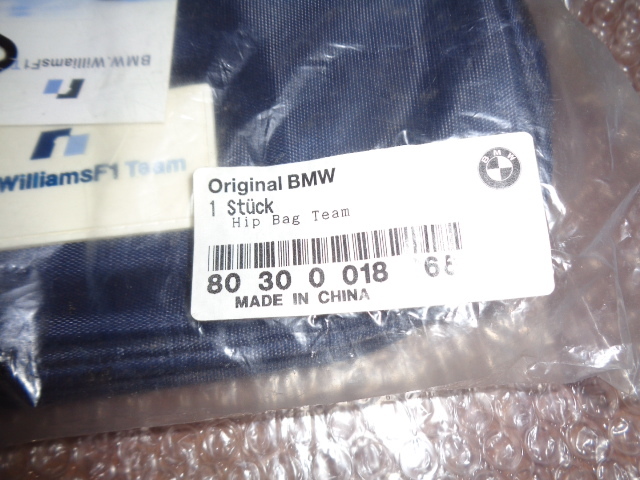 BMW.WilliamsF1 T
WilliamsF1 Team
Original BMW
BMW
1 Stück
Hip Bag Team
80 30 0 018
MADE IN CHINA